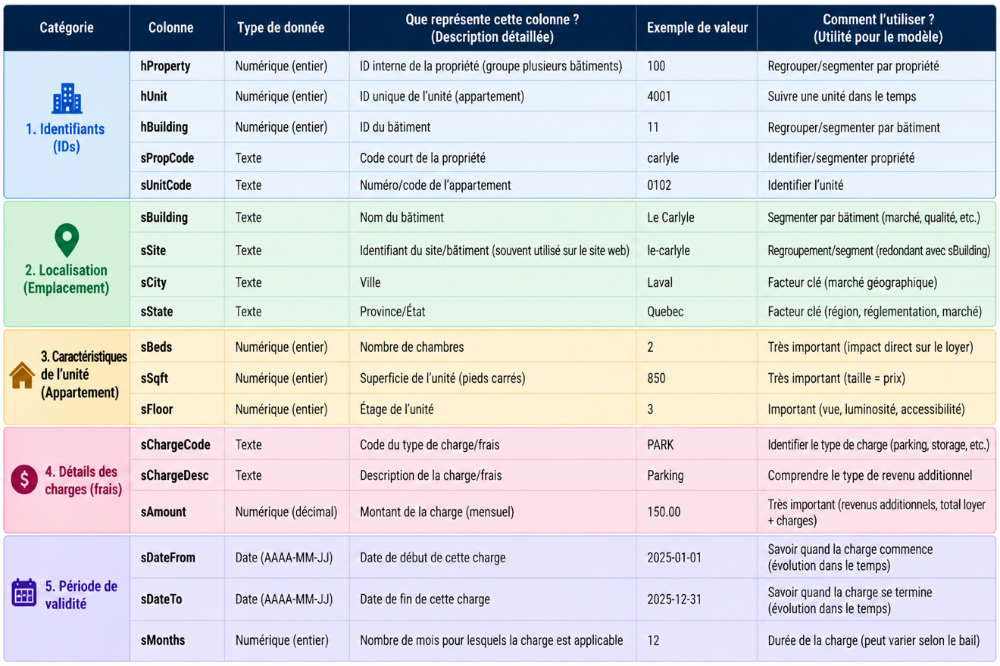 Catégorie
Colonne
Type de donnée
Que représente cette colonne ?
(Description détaillée)
Exemple de valeur
Comment l'utiliser ?
(Utilité pour le modèle)
1. Identifiants
(IDs)
hProperty
Numérique (entier)
ID interne de la propriété (groupe plusieurs bâtiments)
100
Regrouper/segmenter par propriété
hUnit
Numérique (entier)
ID unique de l'unité (appartement)
4001
Suivre une unité dans le temps
hBuilding
Numérique (entier)
ID du bâtiment
11
Regrouper/segmenter par bâtiment
sPropCode
Texte
Code court de la propriété
carlyle
Identifier/segmenter propriété
sUnitCode
Texte
Numéro/code de l'appartement
0102
Identifier l'unité
2. Localisation
(Emplacement)
sBuilding
Texte
Nom du bâtiment
Le Carlyle
Segmenter par bâtiment (marché, qualité, etc.)
sSite
Texte
Identifiant du site/bâtiment (souvent utilisé sur le site web)
le-carlyle
Regroupement/segment (redondant avec sBuilding)
sCity
Texte
Ville
Laval
Facteur clé (marché géographique)
sState
Texte
Province/État
Quebec
Facteur clé (région, réglementation, marché)
3. Caractéristiques
de l'unité
(Appartement)
sBeds
Numérique (entier)
Nombre de chambres
2
Très important (impact direct sur le loyer)
sSqft
Numérique (entier)
Superficie de l'unité (pieds carrés)
850
Très important (taille = prix)
sFloor
Numérique (entier)
Étage de l'unité
3
Important (vue, luminosité, accessibilité)
4. Détails des
charges (frais)
sChargeCode
Texte
Code du type de charge/frais
PARK
Identifier le type de charge (parking, storage, etc.)
sChargeDesc
Texte
Description de la charge/frais
Parking
Comprendre le type de revenu additionnel
sAmount
Numérique (décimal)
Montant de la charge (mensuel)
150.00
Très important (revenus additionnels, total loyer
+ charges)
5. Période de
validité
sDateFrom
Date (AAAA-MM-JJ)
Date de début de cette charge
2025-01-01
Savoir quand la charge commence
(évolution dans le temps)
sDateTo
Date (AAAA-MM-JJ)
Date de fin de cette charge
2025-12-31
Savoir quand la charge se termine
(évolution dans le temps)
sMonths
Numérique (entier)
Nombre de mois pour lesquels la charge est applicable
12
Durée de la charge (peut varier selon le bail)